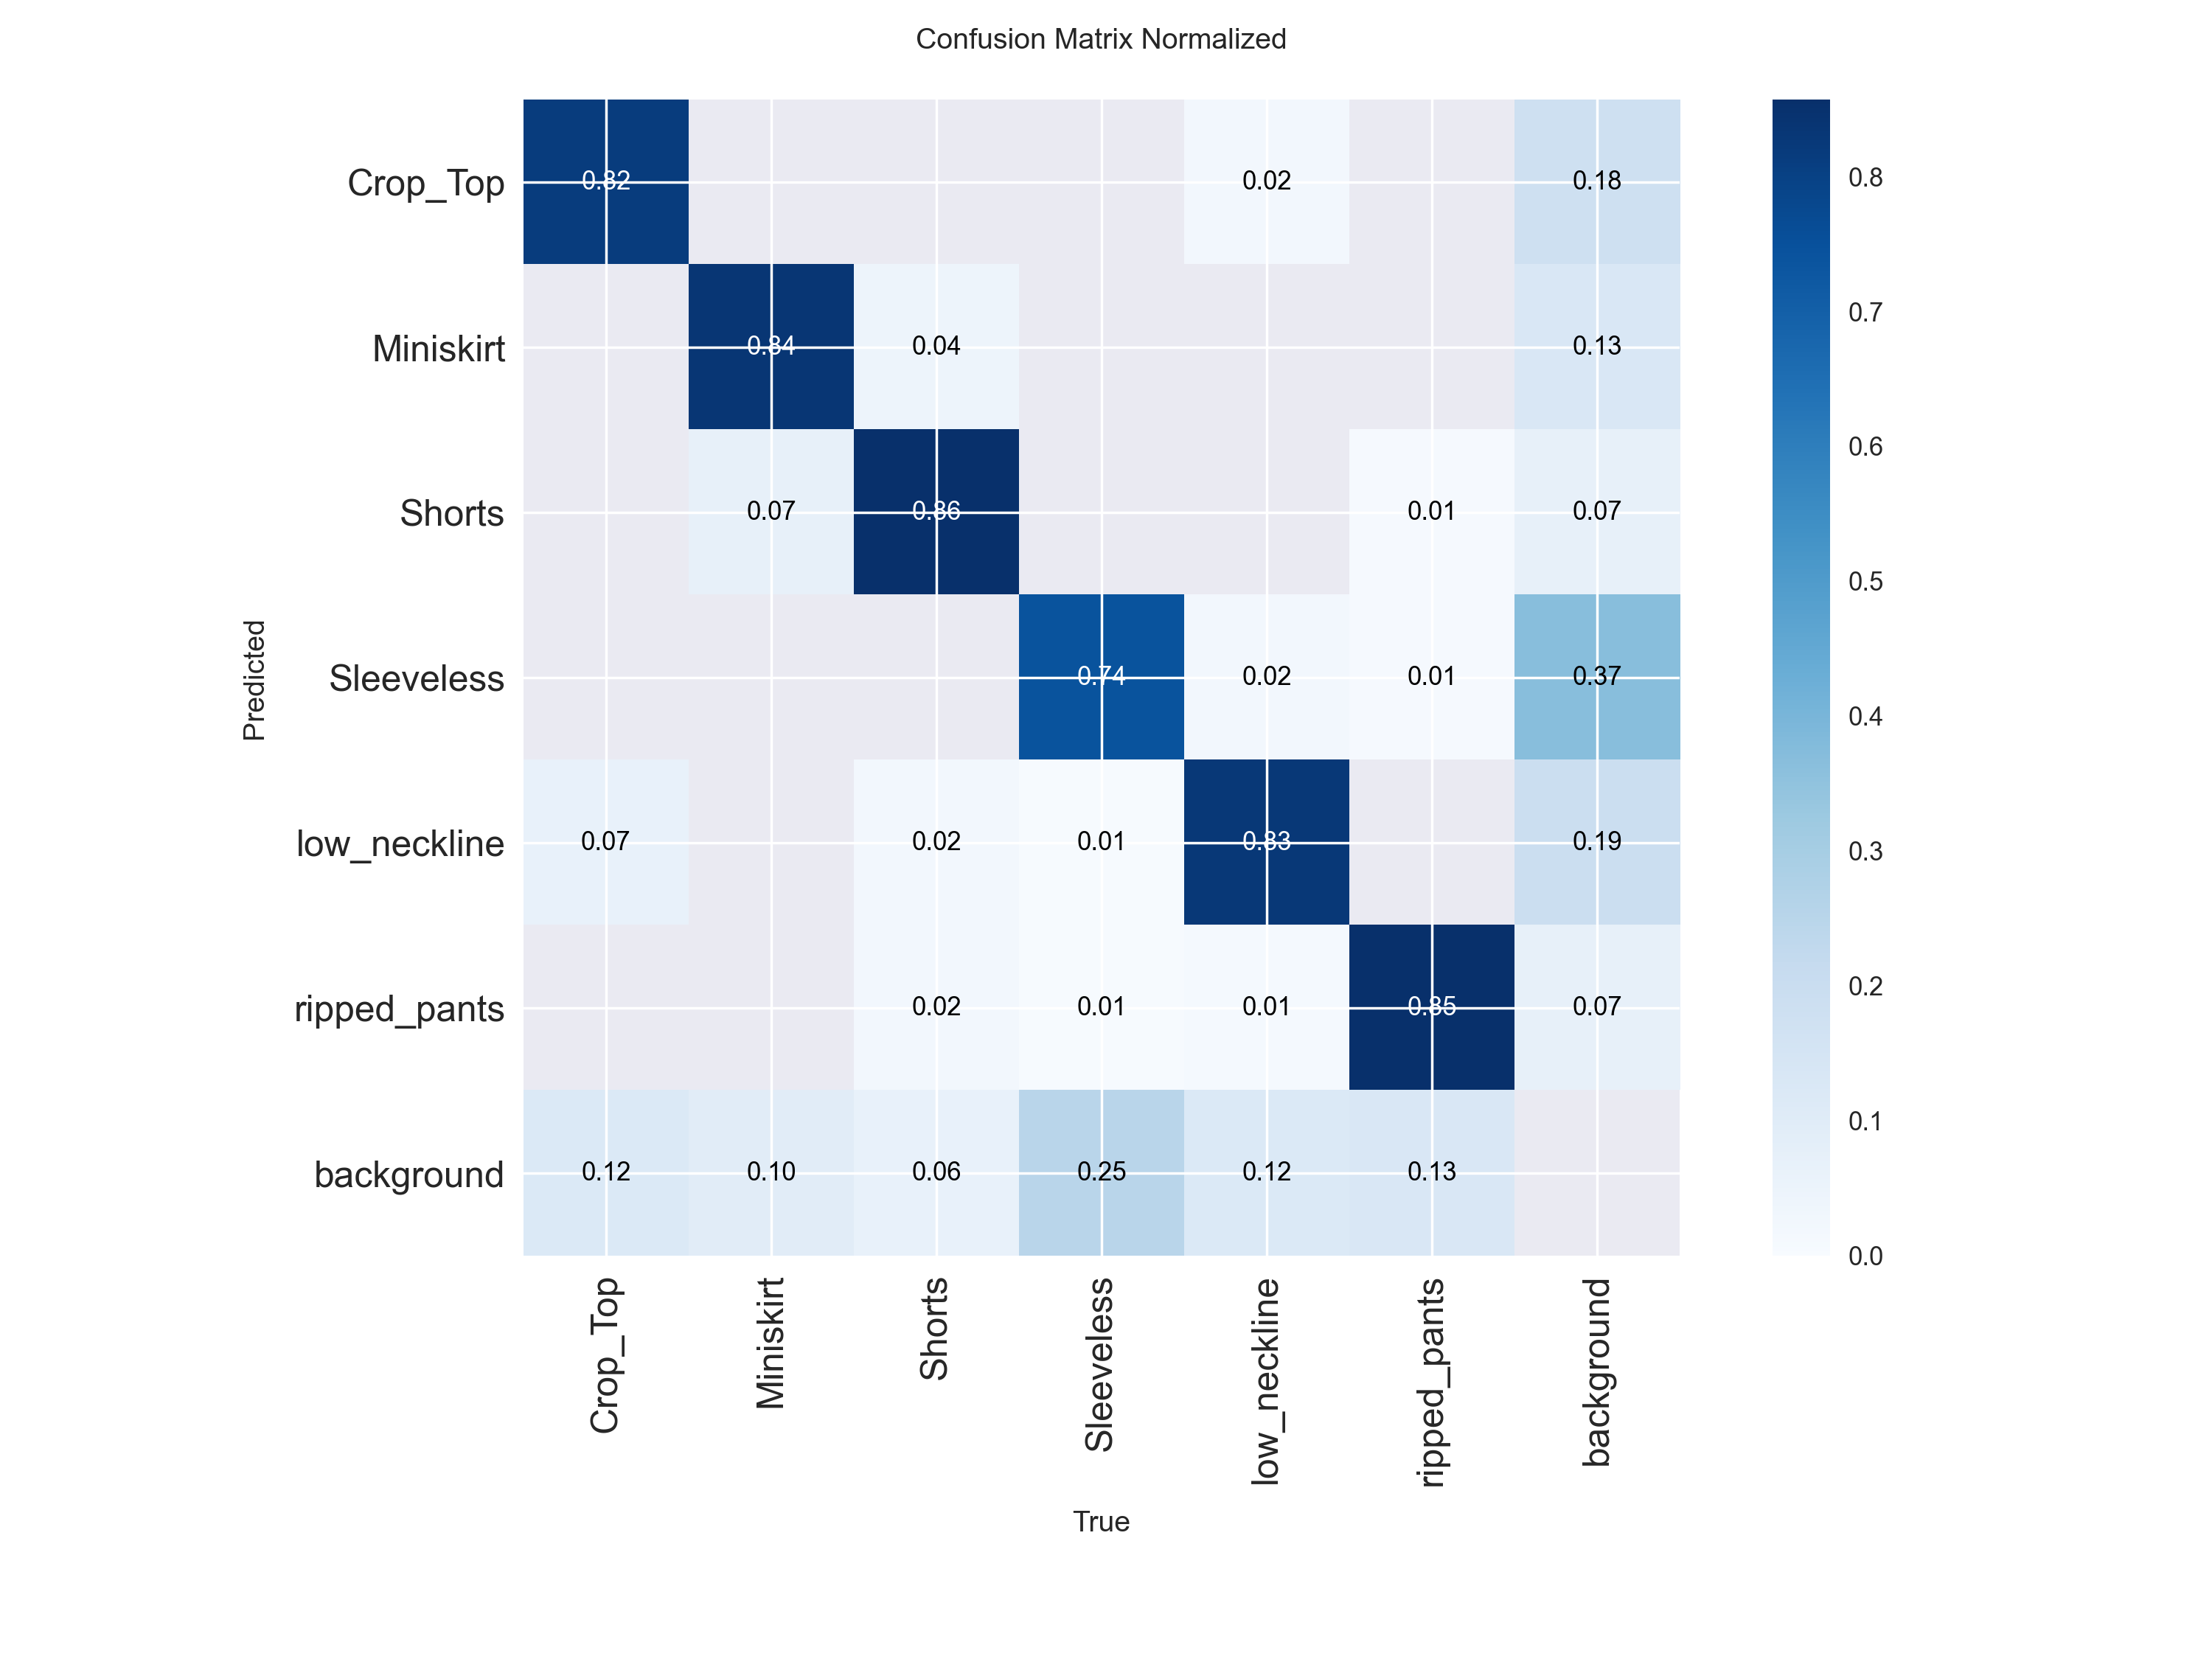 Confusion Matrix Normalized
Predicted
Crop_Top 0.82 0.02 0.18
Miniskirt 0.84 0.04 0.13
Shorts 0.07 0.86 0.01 0.07
Sleeveless 0.74 0.02 0.01 0.37
low_neckline 0.07 0.02 0.01 0.83 0.19
ripped_pants 0.02 0.01 0.01 0.85 0.07
background 0.12 0.10 0.06 0.25 0.12 0.13
Crop_Top Miniskirt Shorts Sleeveless low_neckline ripped_pants background
True
0.8
0.7
0.6
0.5
0.4
0.3
0.2
0.1
0.0